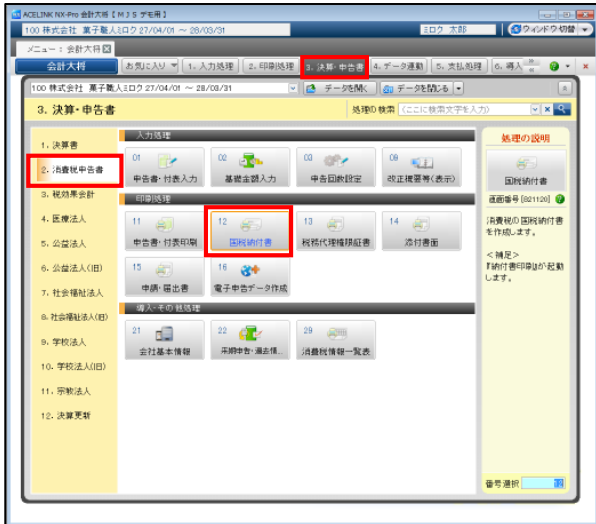 ACELINK NX-Pro 会計大将【 M J S デモ用 】
100 株式会社 菓子職人ミロク 27/04/01 ～ 28/03/31
ミロク 太郎
ウィンドウ切替
メニュー：会計大将
会計大将
お気に入り
1. 入力処理
2. 印刷処理
3. 決算・申告書
4. データ連動
5. 支払処理
6. 導入
100 株式会社 菓子職人ミロク 27/04/01 ～ 28/03/31
データを開く
データを閉じる
3. 決算・申告書
処理の検索 (ここに検索文字を入力)
1. 決算書
2. 消費税申告書
3. 税効果会計
4. 医療法人
5. 公益法人
6. 公益法人(旧)
7. 社会福祉法人
8. 社会福祉法人(旧)
9. 学校法人
10. 学校法人(旧)
11. 宗教法人
12. 決算更新
入力処理
01
申告書・付表入力
02
基礎金額入力
03
申告回数設定
09
改正概要等(表示)
印刷処理
11
申告書・付表印刷
12
国税納付書
13
税務代理権限証書
14
添付書面
15
申請・届出書
16
電子申告データ作成
導入・その他処理
21
会社基本情報
22
来期申告・過去情...
29
消費税情報一覧表
処理の説明
国税納付書
画面番号 [821120]
消費税の国税納付書を作成します。
＜補足＞
『納付書印刷』が起動します。
番号選択
12